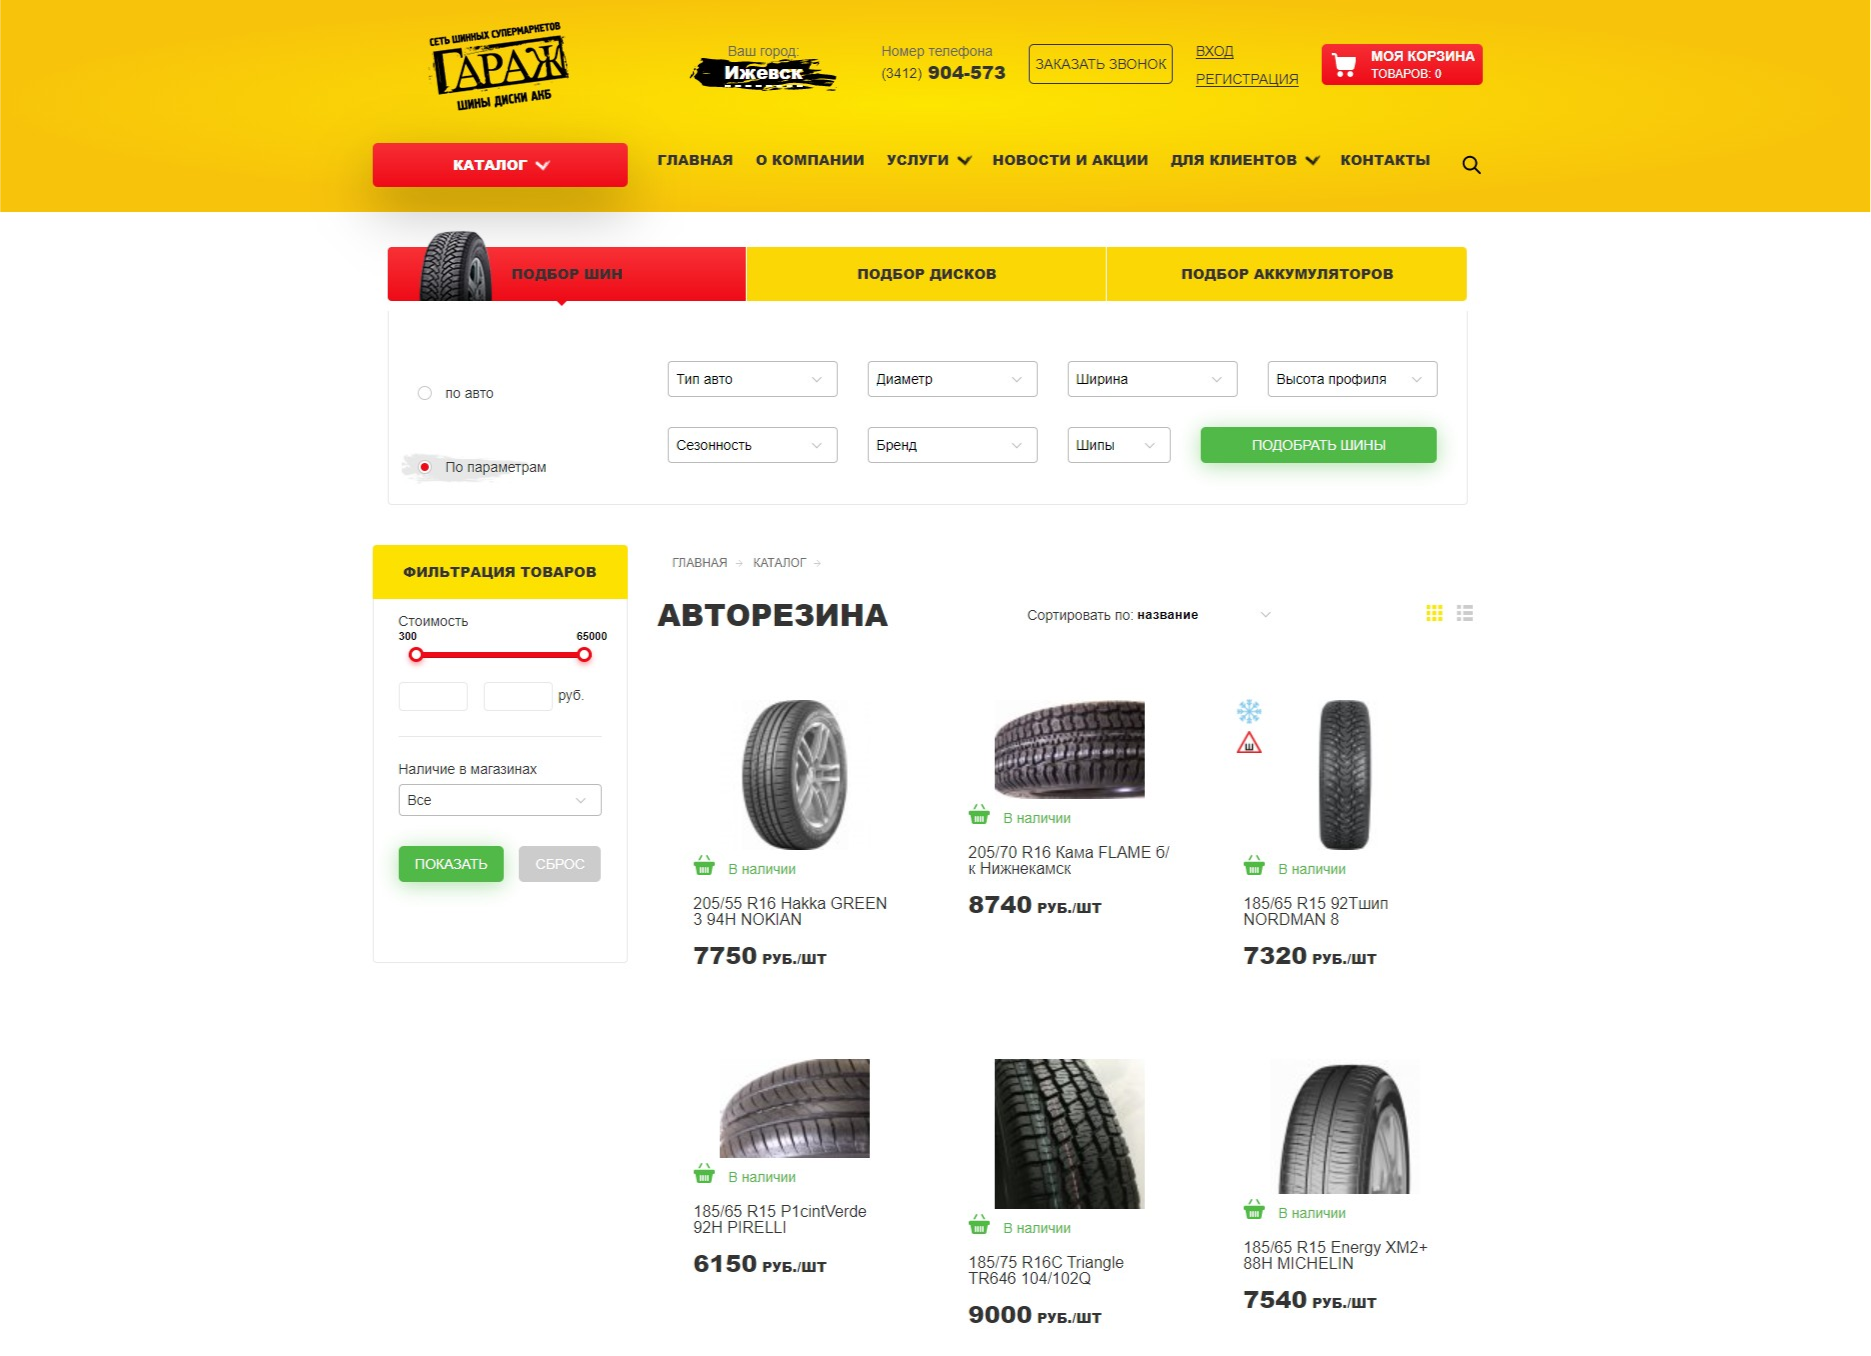 СЕТЬ ШИННЫХ СУПЕРМАРКЕТОВ
ГАРАЖ
ШИНЫ ДИСКИ АКБ
Ваш город:
Ижевск
Номер телефона
(3412) 904-573
ЗАКАЗАТЬ ЗВОНОК
ВХОД
РЕГИСТРАЦИЯ
МОЯ КОРЗИНА
ТОВАРОВ: 0
КАТАЛОГ
ГЛАВНАЯ О КОМПАНИИ УСЛУГИ НОВОСТИ И АКЦИИ ДЛЯ КЛИЕНТОВ КОНТАКТЫ
ПОДБОР ШИН
ПОДБОР ДИСКОВ
ПОДБОР АККУМУЛЯТОРОВ
по авто
По параметрам
Тип авто
Диаметр
Ширина
Высота профиля
Сезонность
Бренд
Шипы
ПОДОБРАТЬ ШИНЫ
ФИЛЬТРАЦИЯ ТОВАРОВ
Стоимость
300 65000
руб.
Наличие в магазинах
Все
ПОКАЗАТЬ
СБРОС
ГЛАВНАЯ КАТАЛОГ
АВТОРЕЗИНА
Сортировать по: название
В наличии
205/55 R16 Hakka GREEN
3 94H NOKIAN
7750 РУБ./ШТ
В наличии
205/70 R16 Кама FLAME б/
к Нижнекамск
8740 РУБ./ШТ
Ш
В наличии
185/65 R15 92Тшип
NORDMAN 8
7320 РУБ./ШТ
В наличии
185/65 R15 P1cintVerde
92H PIRELLI
6150 РУБ./ШТ
В наличии
185/75 R16C Triangle
TR646 104/102Q
9000 РУБ./ШТ
В наличии
185/65 R15 Energy XM2+
88H MICHELIN
7540 РУБ./ШТ